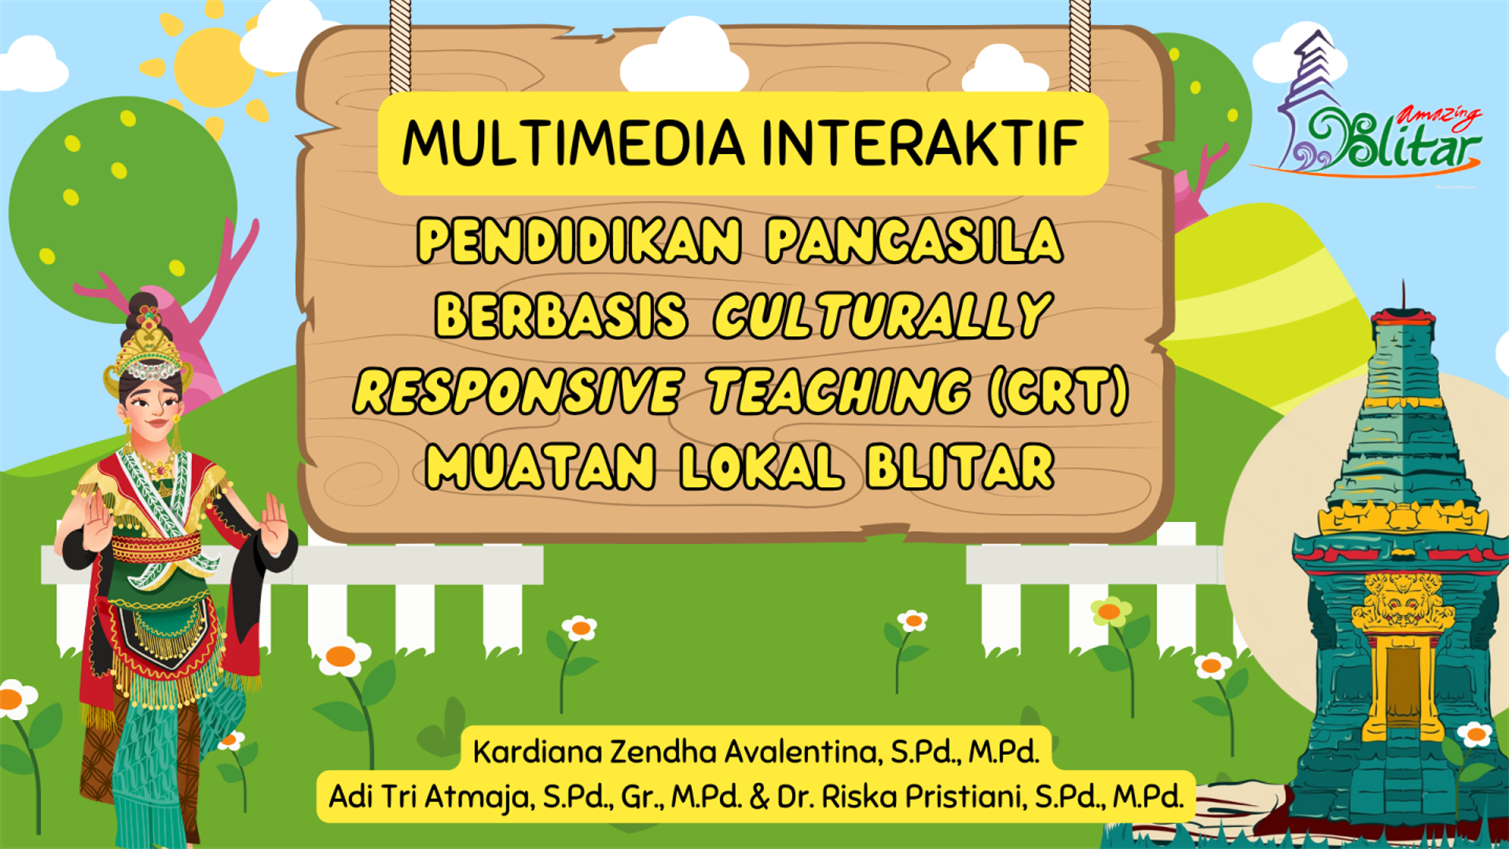 MULTIMEDIA INTERAKTIF
PENDIDIKAN PANCASILA
BERBASIS CULTURALLY
RESPONSIVE TEACHING (CRT)
MUATAN LOKAL BLITAR
amazing
Blitar
Kardiana Zendha Avalentina, S.Pd., M.Pd.
Adi Tri Atmaja, S.Pd., Gr., M.Pd. & Dr. Riska Pristiani, S.Pd., M.Pd.